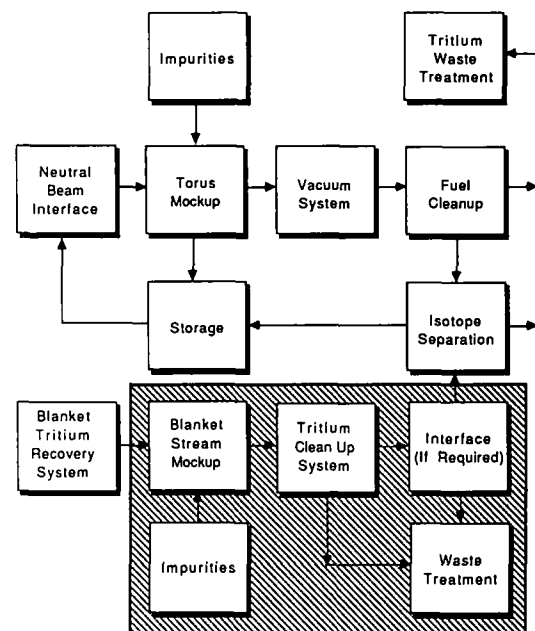 Impurities
Tritium
Waste
Treatment
Neutral
Beam
Interface
Torus
Mockup
Vacuum
System
Fuel
Cleanup
Storage
Isotope
Separation
Blanket
Tritium
Recovery
System
Blanket
Stream
Mockup
Tritium
Clean Up
System
Interface
(If Required)
Impurities
Waste
Treatment